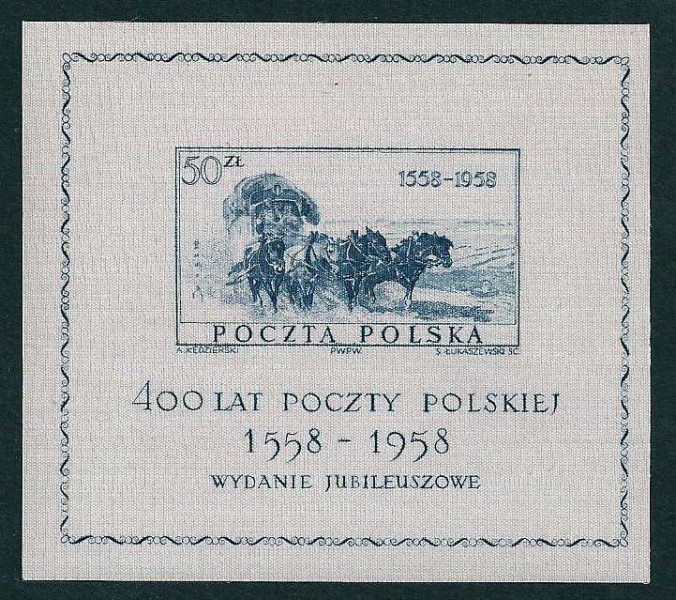 50 ZŁ
1558-1958
POCZTA POLSKA
A. KĘDZIERSKI PWPW. S. ŁUKASZEWSKI SC.
400 LAT POCZTY POLSKIEJ
1558 - 1958
WYDANIE JUBILEUSZOWE